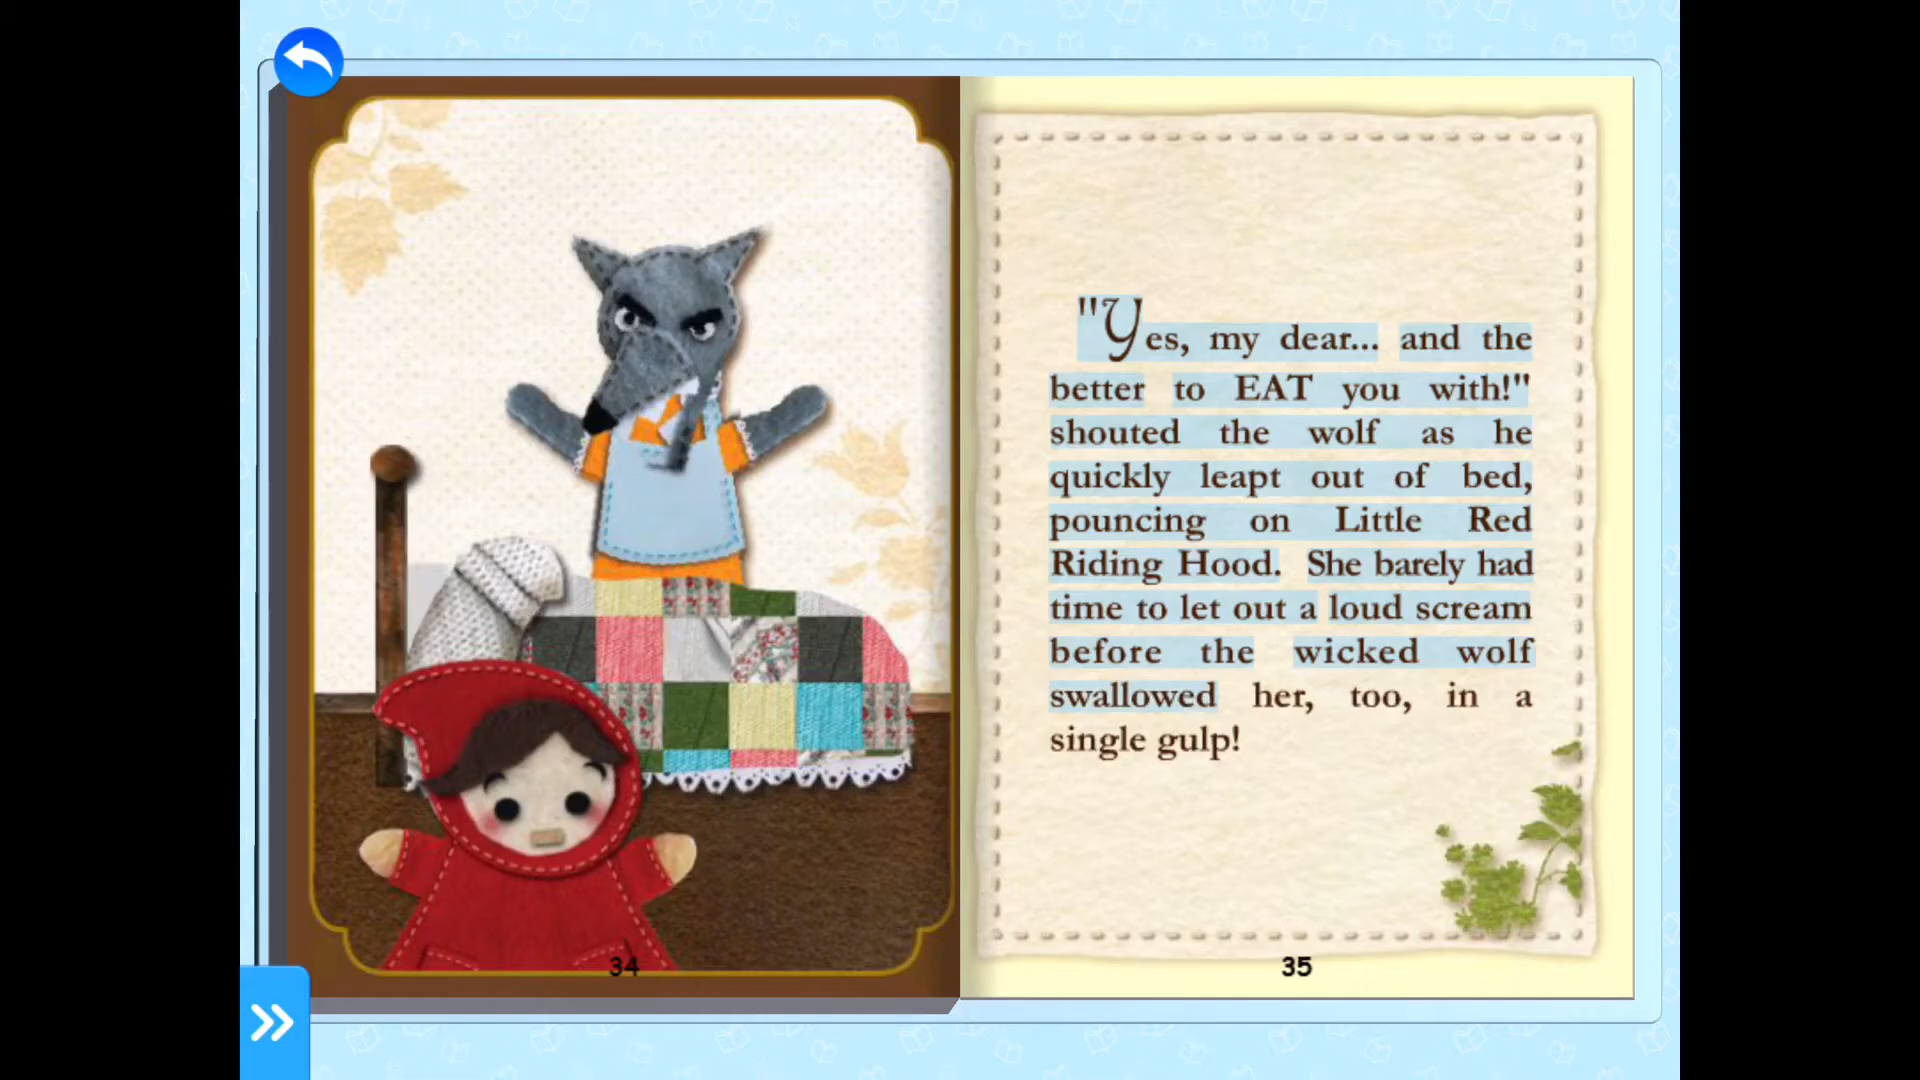 "Yes, my dear... and the
better to EAT you with!"
shouted the wolf as he
quickly leapt out of bed,
pouncing on Little Red
Riding Hood. She barely had
time to let out a loud scream
before the wicked wolf
swallowed her, too, in a
single gulp!
34
35